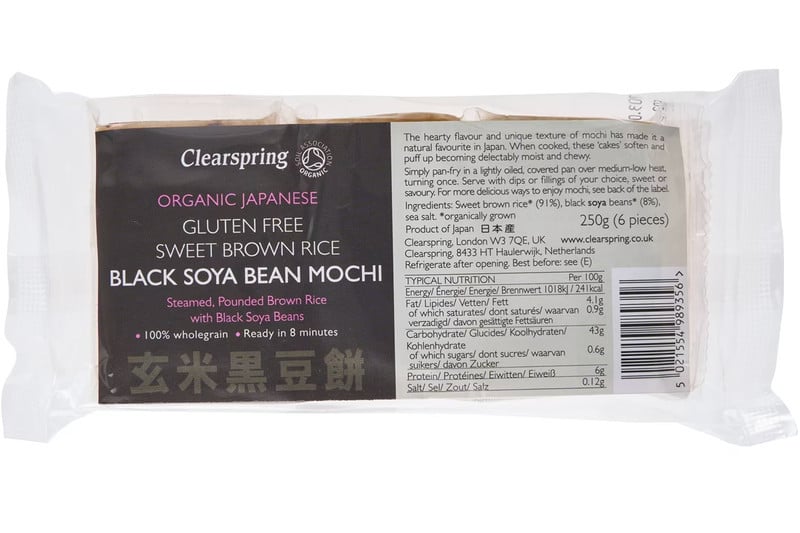 Clearspring
SOIL ASSOCIATION
ORGANIC
ORGANIC JAPANESE
GLUTEN FREE
SWEET BROWN RICE
BLACK SOYA BEAN MOCHI
Steamed, Pounded Brown Rice
with Black Soya Beans
• 100% wholegrain • Ready in 8 minutes
玄米黒豆餅
The hearty flavour and unique texture of mochi has made it a
natural favourite in Japan. When cooked, these 'cakes' soften and
puff up becoming delectably moist and chewy.
Simply pan-fry in a lightly oiled, covered pan over medium-low heat,
turning once. Serve with dips or fillings of your choice, sweet or
savoury. For more delicious ways to enjoy mochi, see back of the label.
Ingredients: Sweet brown rice* (91%), black soya beans* (8%),
sea salt. *organically grown
250g (6 pieces)
Product of Japan 日本産
Clearspring, London W3 7QE, UK www.clearspring.co.uk
Clearspring, 8433 HT Haulerwijk, Netherlands
Refrigerate after opening. Best before: see (E)
TYPICAL NUTRITION Per 100g
Energy/ Énergie/ Energie/ Brennwert 1018kJ / 241kcal
Fat/ Lipides/ Vetten/ Fett 4.1g
of which saturates/ dont saturés/ waarvan 0.9g
verzadigd/ davon gesättigte Fettsäuren
Carbohydrate/ Glucides/ Koolhydraten/ 43g
Kohlenhydrate
of which sugars/ dont sucres/ waarvan 0.6g
suikers/ davon Zucker
Protein/ Protéines/ Eiwitten/ Eiweiß 6g
Salt/ Sel/ Zout/ Salz 0.12g
5 021554 989356